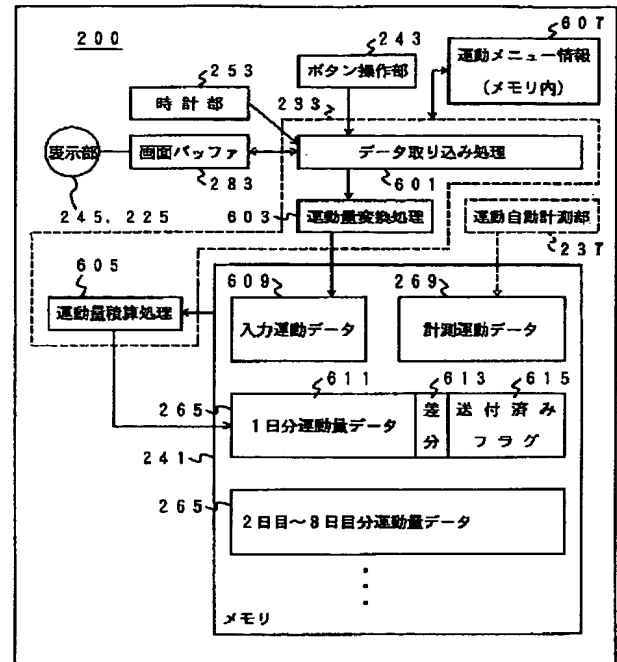 200
607
243
ボタン操作部
運動メニュー情報
(メモリ内)
253
時計部
233
表示部
画面バッファ
データ取り込み処理
283
601
245，225
603
運動量変換処理
運動自動計測部
237
605
運動量積算処理
609
269
入力運動データ
計測運動データ
611
613
615
265
1日分運動量データ
差分
送付済み
フラグ
241
265
2日目～8日目分運動量データ
メモリ